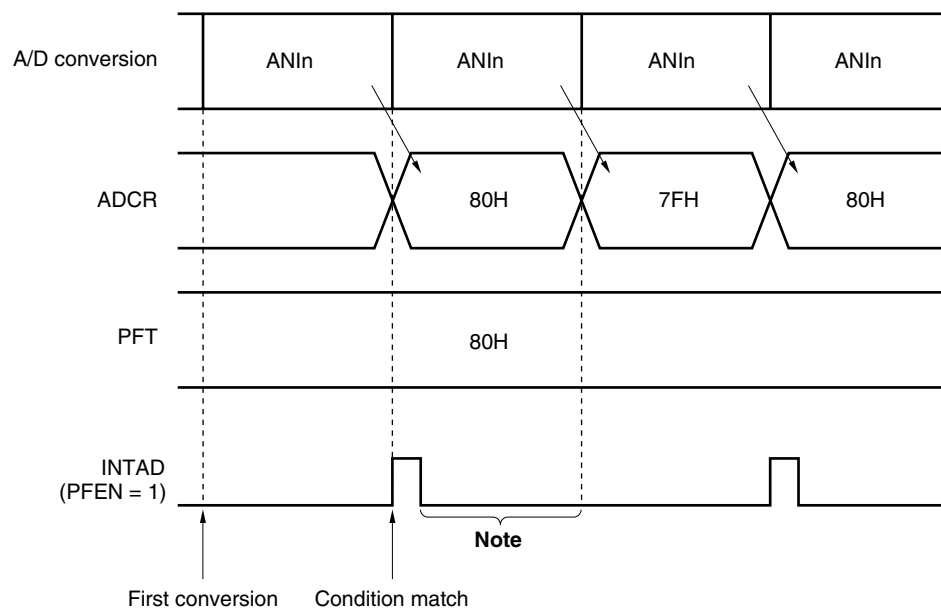 A/D conversion
ANIn
ANIn
ANIn
ANIn
ADCR
80H
7FH
80H
PFT
80H
INTAD
(PFEN = 1)
Note
First conversion
Condition match